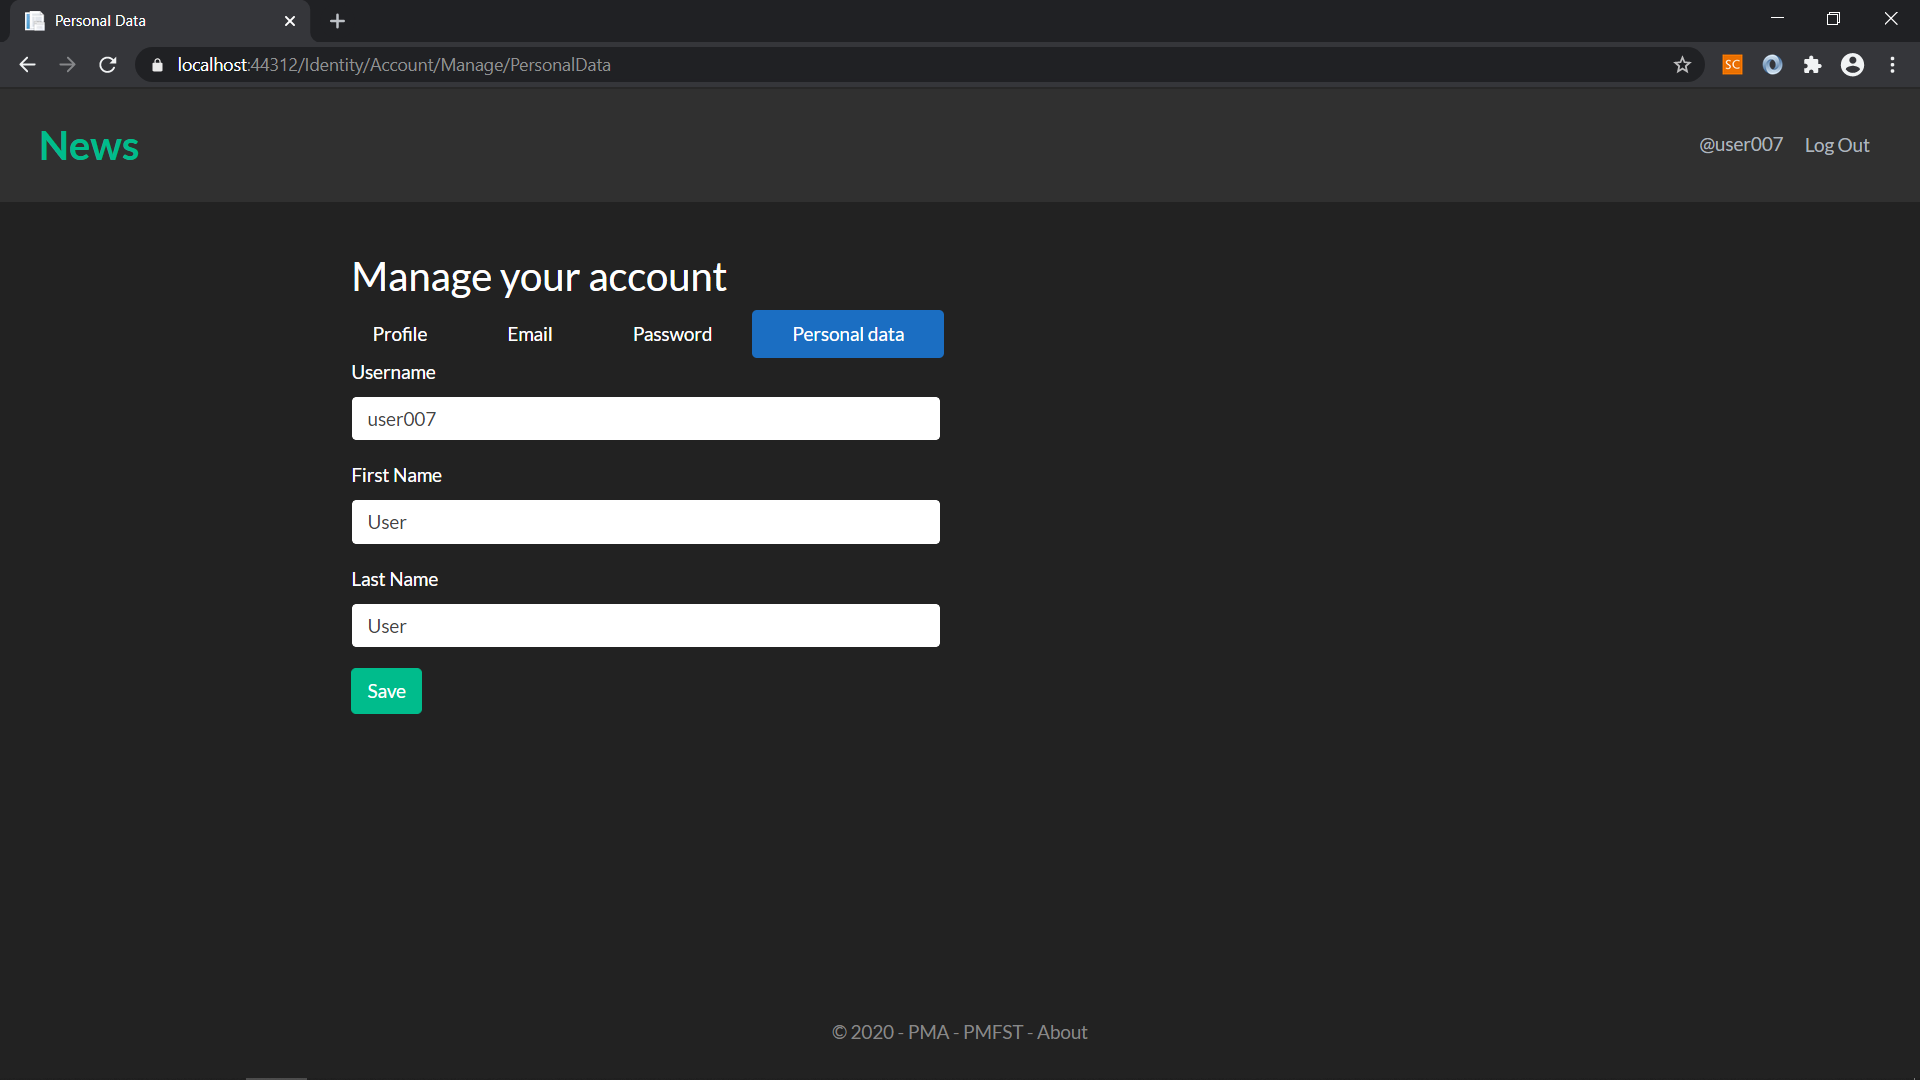 Personal Data
localhost:44312/Identity/Account/Manage/PersonalData
SC
News
@user007 Log Out
Manage your account
Profile Email Password Personal data
Username
user007
First Name
User
Last Name
User
Save
© 2020 - PMA - PMFST - About